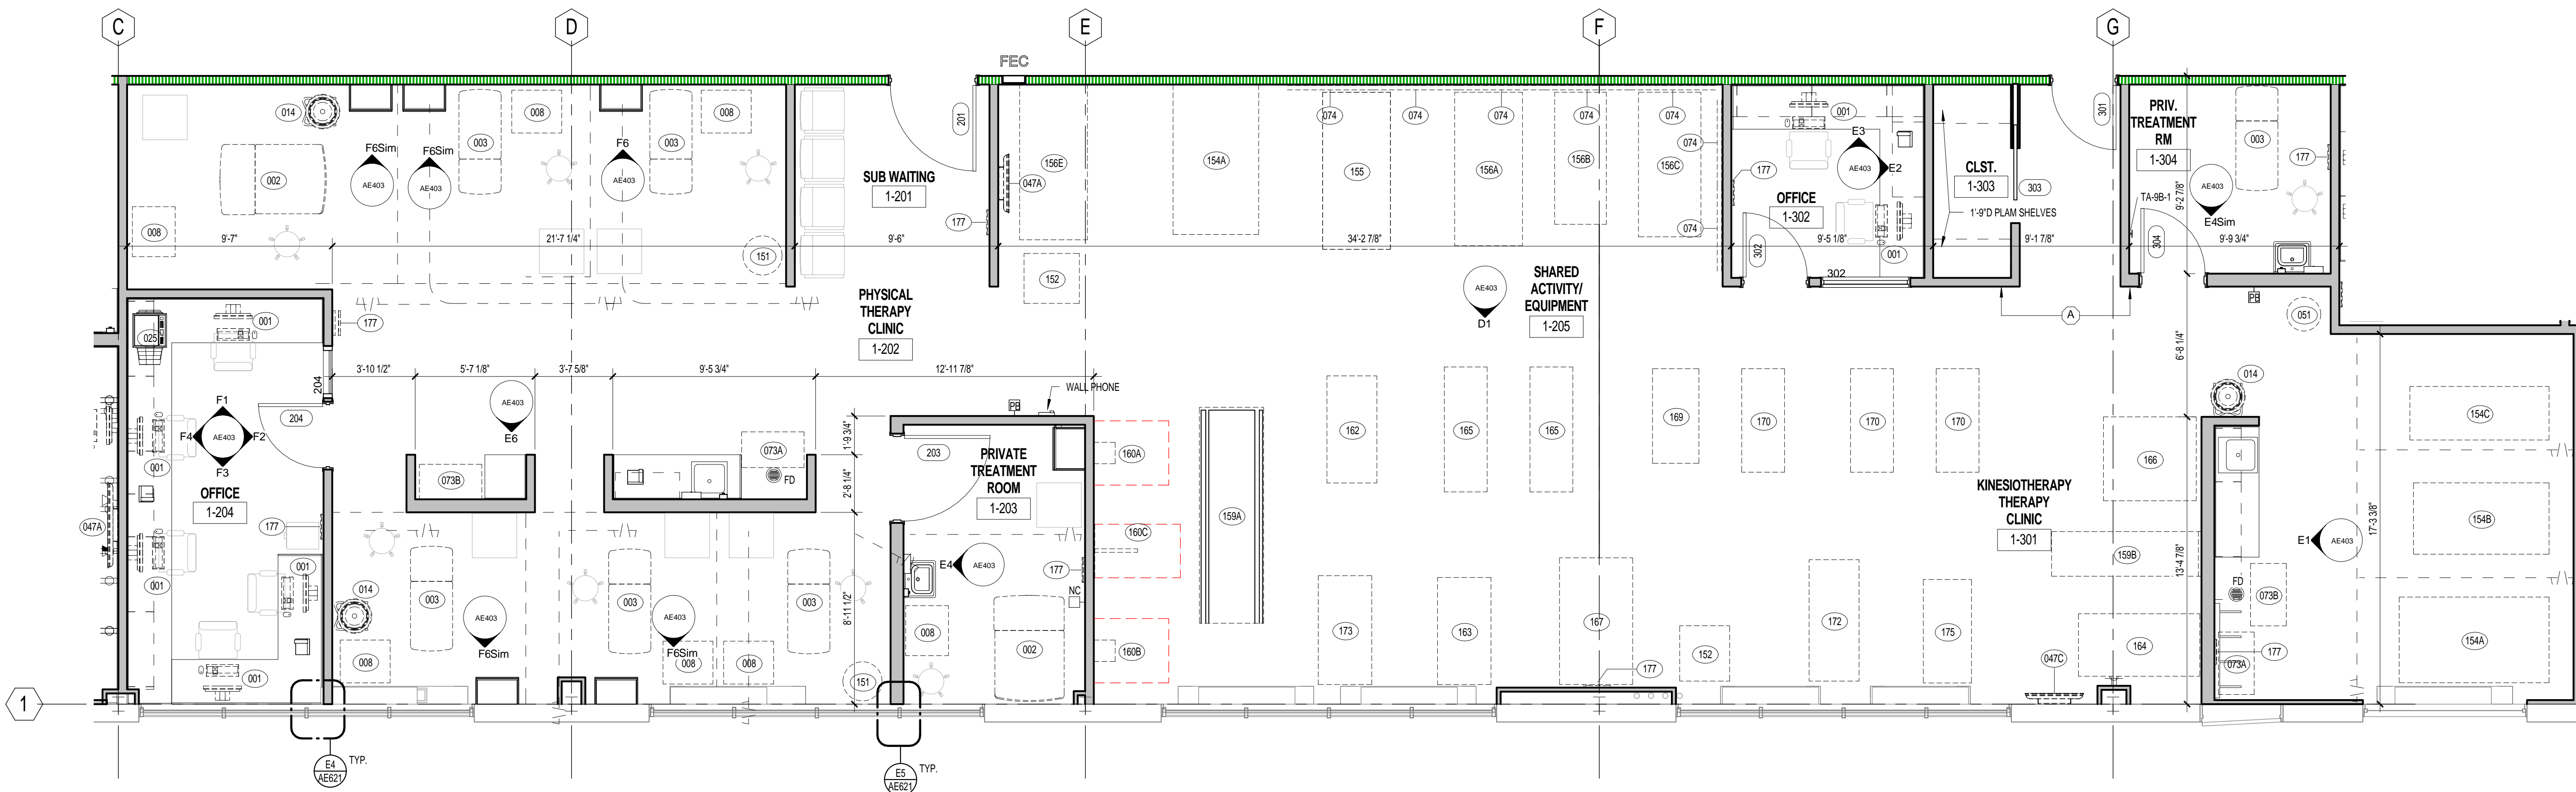 C
D
E
F
G
FEC
014
F6Sim
F6Sim
003
008
F6
003
008
002
008
AE403
AE403
AE403
151
201
SUB WAITING
1-201
177
047A
156E
152
154A
074
074
074
074
074
155
156A
156B
156C
074
074
177
001
E3
AE403
E2
OFFICE
1-302
302
302
001
CLST.
1-303
303
1'-9"D PLAM SHELVES
301
PRIV.
TREATMENT
RM
1-304
TA-9B-1
304
003
AE403
E4Sim
177
9'-2 7/8"
9'-7"
21'-7 1/4"
9'-6"
34'-2 7/8"
9'-5 1/8"
9'-1 7/8"
9'-9 3/4"
PHYSICAL
THERAPY
CLINIC
1-202
AE403
D1
SHARED
ACTIVITY/
EQUIPMENT
1-205
A
PB
051
6'-8 1/4"
025
001
177
204
204
3'-10 1/2"
5'-7 1/8"
3'-7 5/8"
9'-5 3/4"
12'-11 7/8"
WALL PHONE
PB
AE403
E6
F1
F4
AE403
F2
F3
001
OFFICE
1-204
047A
177
001
001
001
073B
073A
FD
1'-9 3/4"
2'-8 1/4"
8'-11 1/2"
203
PRIVATE
TREATMENT
ROOM
1-203
E4
AE403
177
NC
008
002
160A
160C
160B
159A
162
165
165
169
170
170
170
166
KINESIOTHERAPY
THERAPY
CLINIC
1-301
159B
164
047C
173
163
167
177
152
172
175
014
003
008
AE403
F6Sim
003
AE403
F6Sim
008
008
003
151
014
13'-4 7/8"
17'-3 3/8"
FD
073B
073A
177
E1
AE403
154C
154B
154A
1
E4
AE621
TYP.
E5
AE621
TYP.